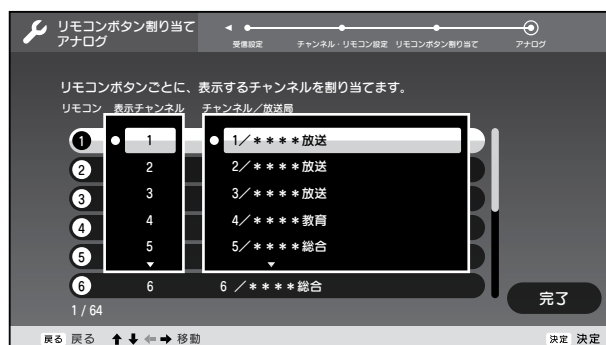 リモコンボタン割り当て
アナログ
受信設定
チャンネル・リモコン設定
リモコンボタン割り当て
アナログ
リモコンボタンごとに、表示するチャンネルを割り当てます。
リモコン 表示チャンネル チャンネル／放送局
1 1 1／＊＊＊＊放送
2 2 2／＊＊＊＊放送
3 3 3／＊＊＊＊放送
4 4 4／＊＊＊＊教育
5 5 5／＊＊＊＊総合
6 6 6 ／＊＊＊＊総合
完了
1 / 64
戻る 戻る 移動 決定 決定